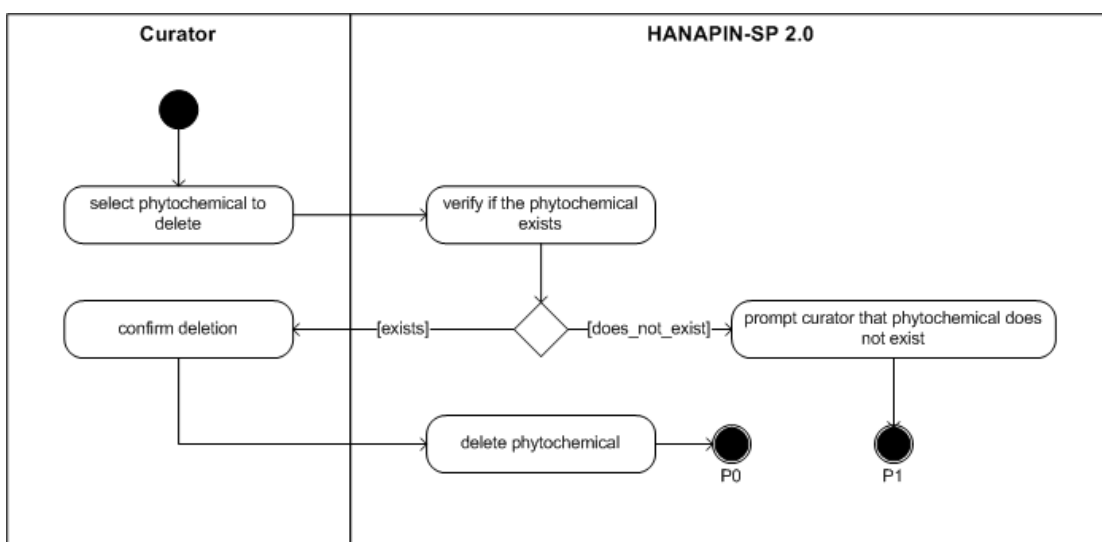 Curator
HANAPIN-SP 2.0
select phytochemical to
delete
verify if the phytochemical
exists
confirm deletion
[exists]
[does_not_exist]
prompt curator that phytochemical does
not exist
delete phytochemical
P0
P1